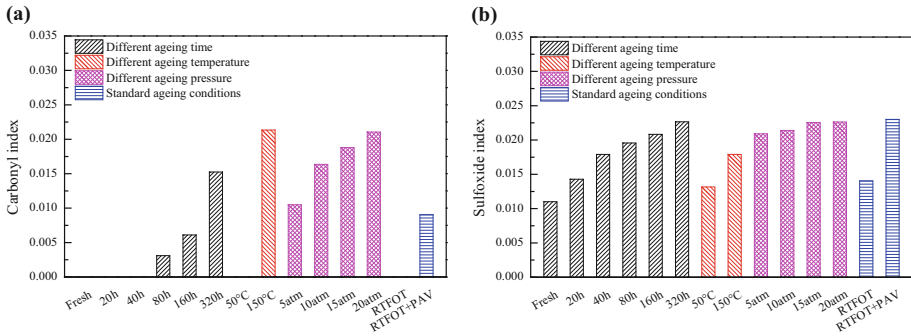 (a)
Carbonyl index
0.035
0.030
0.025
0.020
0.015
0.010
0.005
0.000
Different ageing time
Different ageing temperature
Different ageing pressure
Standard ageing conditions
Fresh
20h
40h
80h
160h
320h
50°C
150°C
5atm
10atm
15atm
20atm
RTFOT
RTFOT+PAV
(b)
Sulfoxide index
0.035
0.030
0.025
0.020
0.015
0.010
0.005
0.000
Different ageing time
Different ageing temperature
Different ageing pressure
Standard ageing conditions
Fresh
20h
40h
80h
160h
320h
50°C
150°C
5atm
10atm
15atm
20atm
RTFOT
RTFOT+PAV